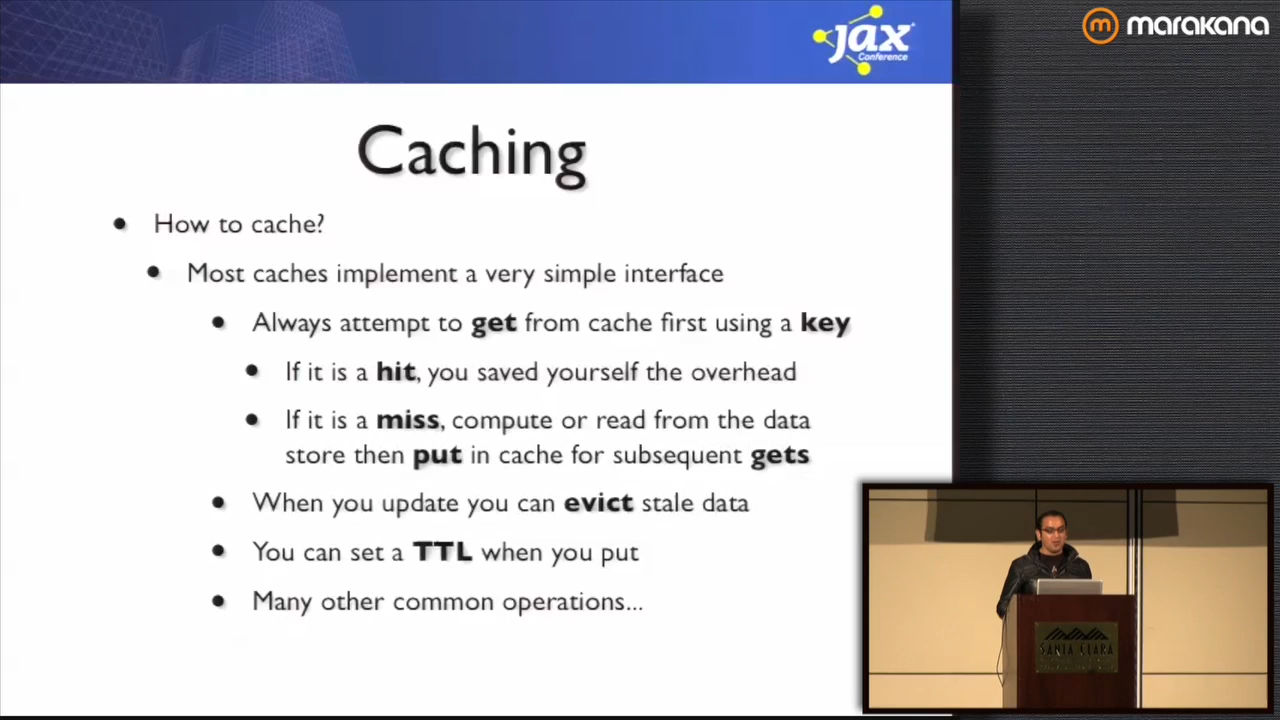 jax
Conference
marakana
Caching
How to cache?
Most caches implement a very simple interface
Always attempt to get from cache first using a key
If it is a hit, you saved yourself the overhead
If it is a miss, compute or read from the data
store then put in cache for subsequent gets
When you update you can evict stale data
You can set a TTL when you put
Many other common operations...
SANTA CLARA